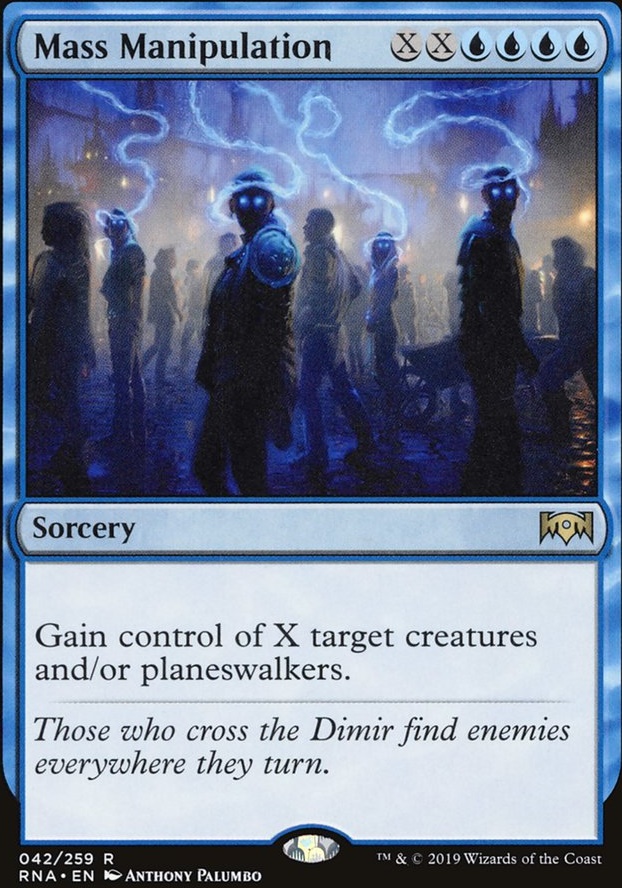 Mass Manipulation XX
Sorcery
Gain control of X target creatures
and/or planeswalkers.
Those who cross the Dimir find enemies
everywhere they turn.
042/259 R
RNA • EN Anthony Palumbo
™ & © 2019 Wizards of the Coast